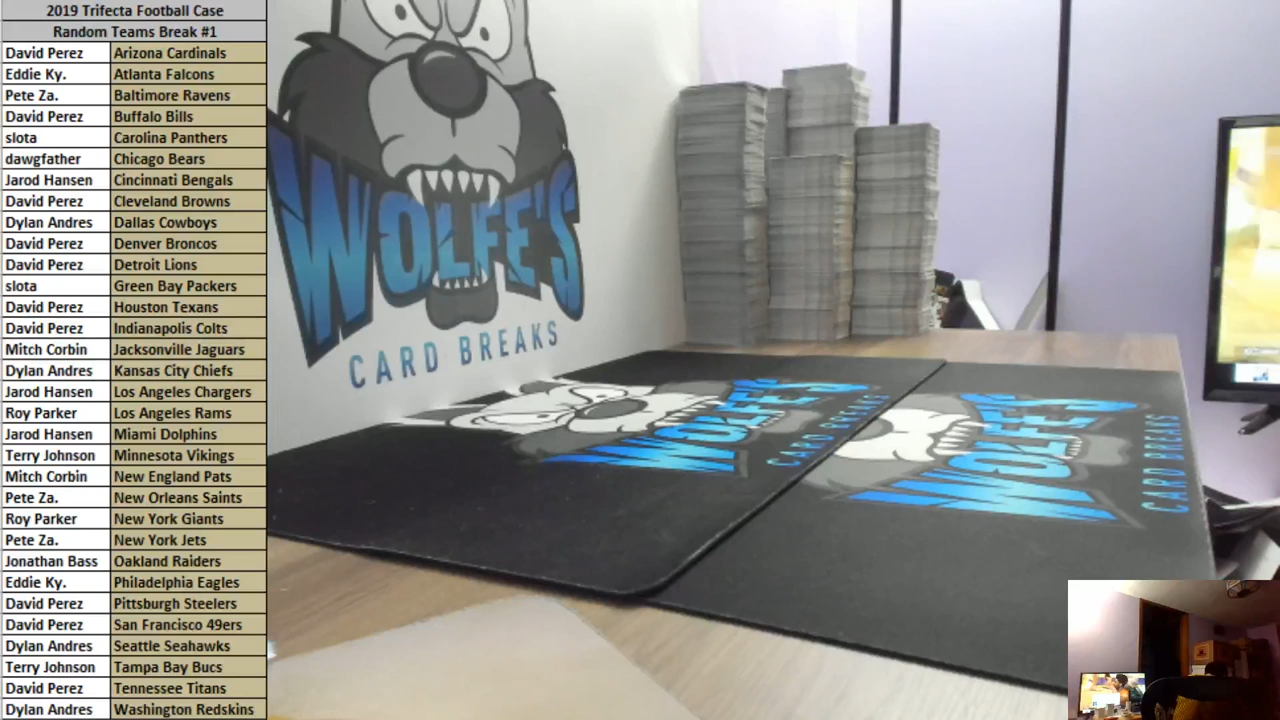 2019 Trifecta Football Case
Random Teams Break #1
David Perez Arizona Cardinals
Eddie Ky. Atlanta Falcons
Pete Za. Baltimore Ravens
David Perez Buffalo Bills
slota Carolina Panthers
dawgfather Chicago Bears
Jarod Hansen Cincinnati Bengals
David Perez Cleveland Browns
Dylan Andres Dallas Cowboys
David Perez Denver Broncos
David Perez Detroit Lions
slota Green Bay Packers
David Perez Houston Texans
David Perez Indianapolis Colts
Mitch Corbin Jacksonville Jaguars
Dylan Andres Kansas City Chiefs
Jarod Hansen Los Angeles Chargers
Roy Parker Los Angeles Rams
Jarod Hansen Miami Dolphins
Terry Johnson Minnesota Vikings
Mitch Corbin New England Pats
Pete Za. New Orleans Saints
Roy Parker New York Giants
Pete Za. New York Jets
Jonathan Bass Oakland Raiders
Eddie Ky. Philadelphia Eagles
David Perez Pittsburgh Steelers
David Perez San Francisco 49ers
Dylan Andres Seattle Seahawks
Terry Johnson Tampa Bay Bucs
David Perez Tennessee Titans
Dylan Andres Washington Redskins
WOLFE'S
CARD BREAKS
WOLFE'S
CARD BREAKS
WOLFE'S
CARD BREAKS